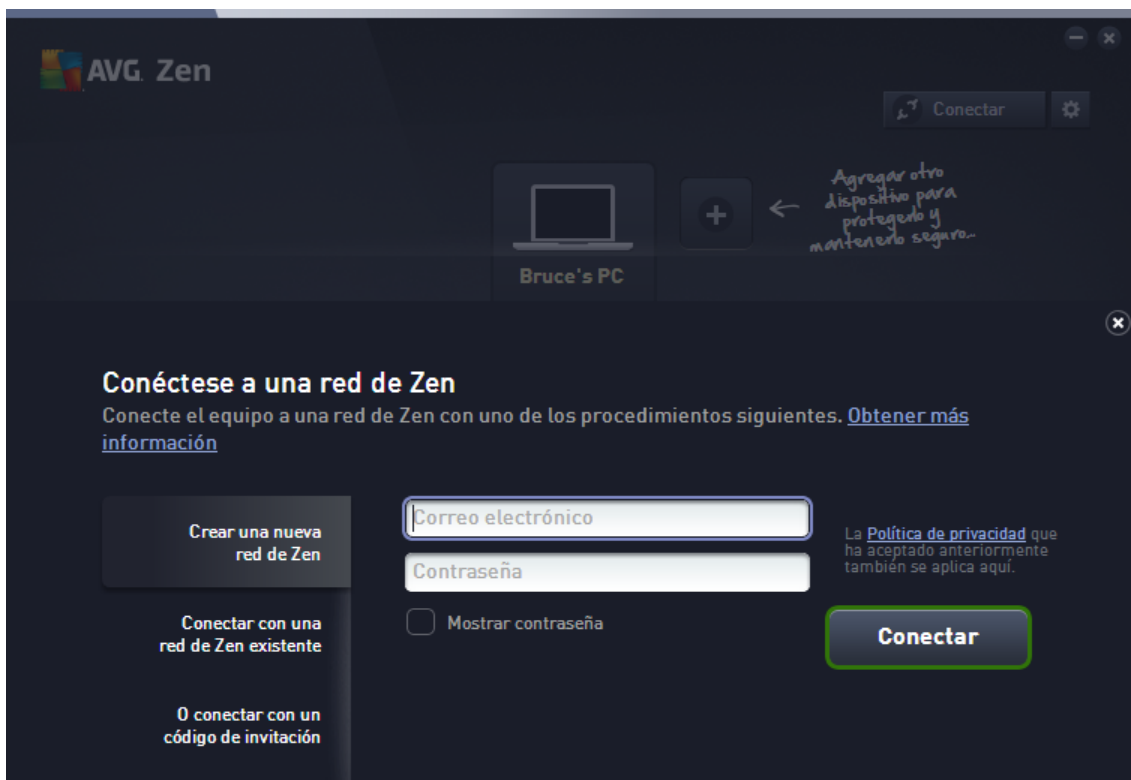 AVG. Zen
Conectar
Agregar otro
dispositivo para
protegerlo y
mantenerlo seguro...
Bruce's PC
Conéctese a una red de Zen
Conecte el equipo a una red de Zen con uno de los procedimientos siguientes. Obtener más
información
Crear una nueva
red de Zen
Conectar con una
red de Zen existente
O conectar con un
código de invitación
Correo electrónico
Contraseña
Mostrar contraseña
La Política de privacidad que
ha aceptado anteriormente
también se aplica aquí.
Conectar